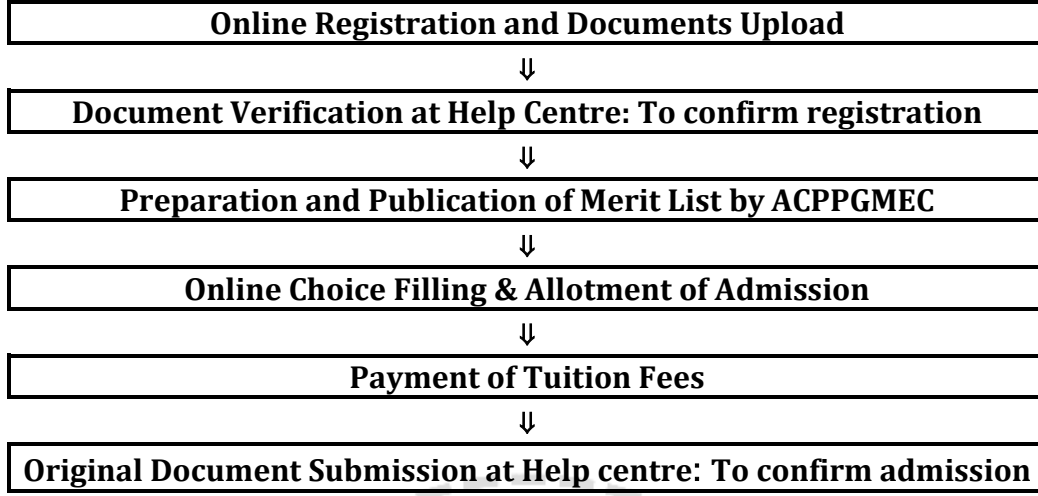 Online Registration and Documents Upload
⇓
Document Verification at Help Centre: To confirm registration
⇓
Preparation and Publication of Merit List by ACPPGMEC
⇓
Online Choice Filling & Allotment of Admission
⇓
Payment of Tuition Fees
⇓
Original Document Submission at Help centre: To confirm admission